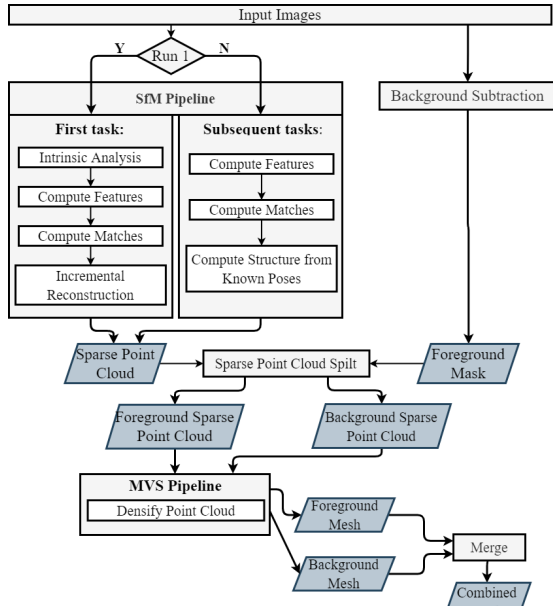 Input Images
Y
Run 1
N
SfM Pipeline
Background Subtraction
First task:
Intrinsic Analysis
Compute Features
Compute Matches
Incremental
Reconstruction
Subsequent tasks:
Compute Features
Compute Matches
Compute Structure from
Known Poses
Sparse Point
Cloud
Sparse Point Cloud Spilt
Foreground
Mask
Foreground Sparse
Point Cloud
Background Sparse
Point Cloud
MVS Pipeline
Densify Point Cloud
Foreground
Mesh
Background
Mesh
Merge
Combined